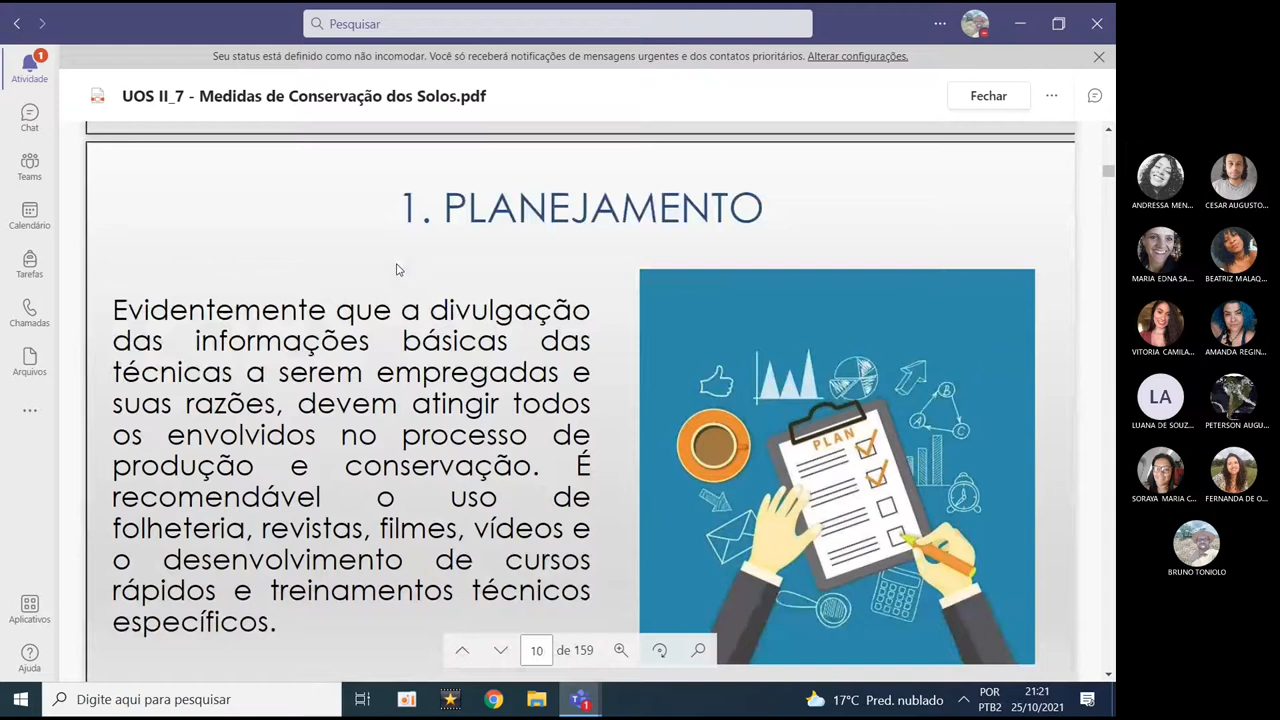 Pesquisar
Seu status está definido como não incomodar. Você só receberá notificações de mensagens urgentes e dos contatos prioritários. Alterar configurações.
1
Atividade
Chat
Teams
Calendário
Tarefas
Chamadas
Arquivos
Aplicativos
Ajuda
UOS II_7 - Medidas de Conservação dos Solos.pdf
Fechar
1. PLANEJAMENTO
Evidentemente que a divulgação
das informações básicas das
técnicas a serem empregadas e
suas razões, devem atingir todos
os envolvidos no processo de
produção e conservação. É
recomendável o uso de
folheteria, revistas, filmes, vídeos e
o desenvolvimento de cursos
rápidos e treinamentos técnicos
específicos.
PLAN
B
A
C
10 de 159
ANDRESSA MEN...
CESAR AUGUSTO...
MARIA EDNA SA...
BEATRIZ MALAQ...
VITORIA CAMILA...
AMANDA REGIN...
LA
LUANA DE SOUZ...
PETERSON AUGU...
SORAYA MARIA C...
FERNANDA DE O...
BRUNO TONIOLO
Digite aqui para pesquisar
1
17°C Pred. nublado
POR
PTB2
21:21
25/10/2021